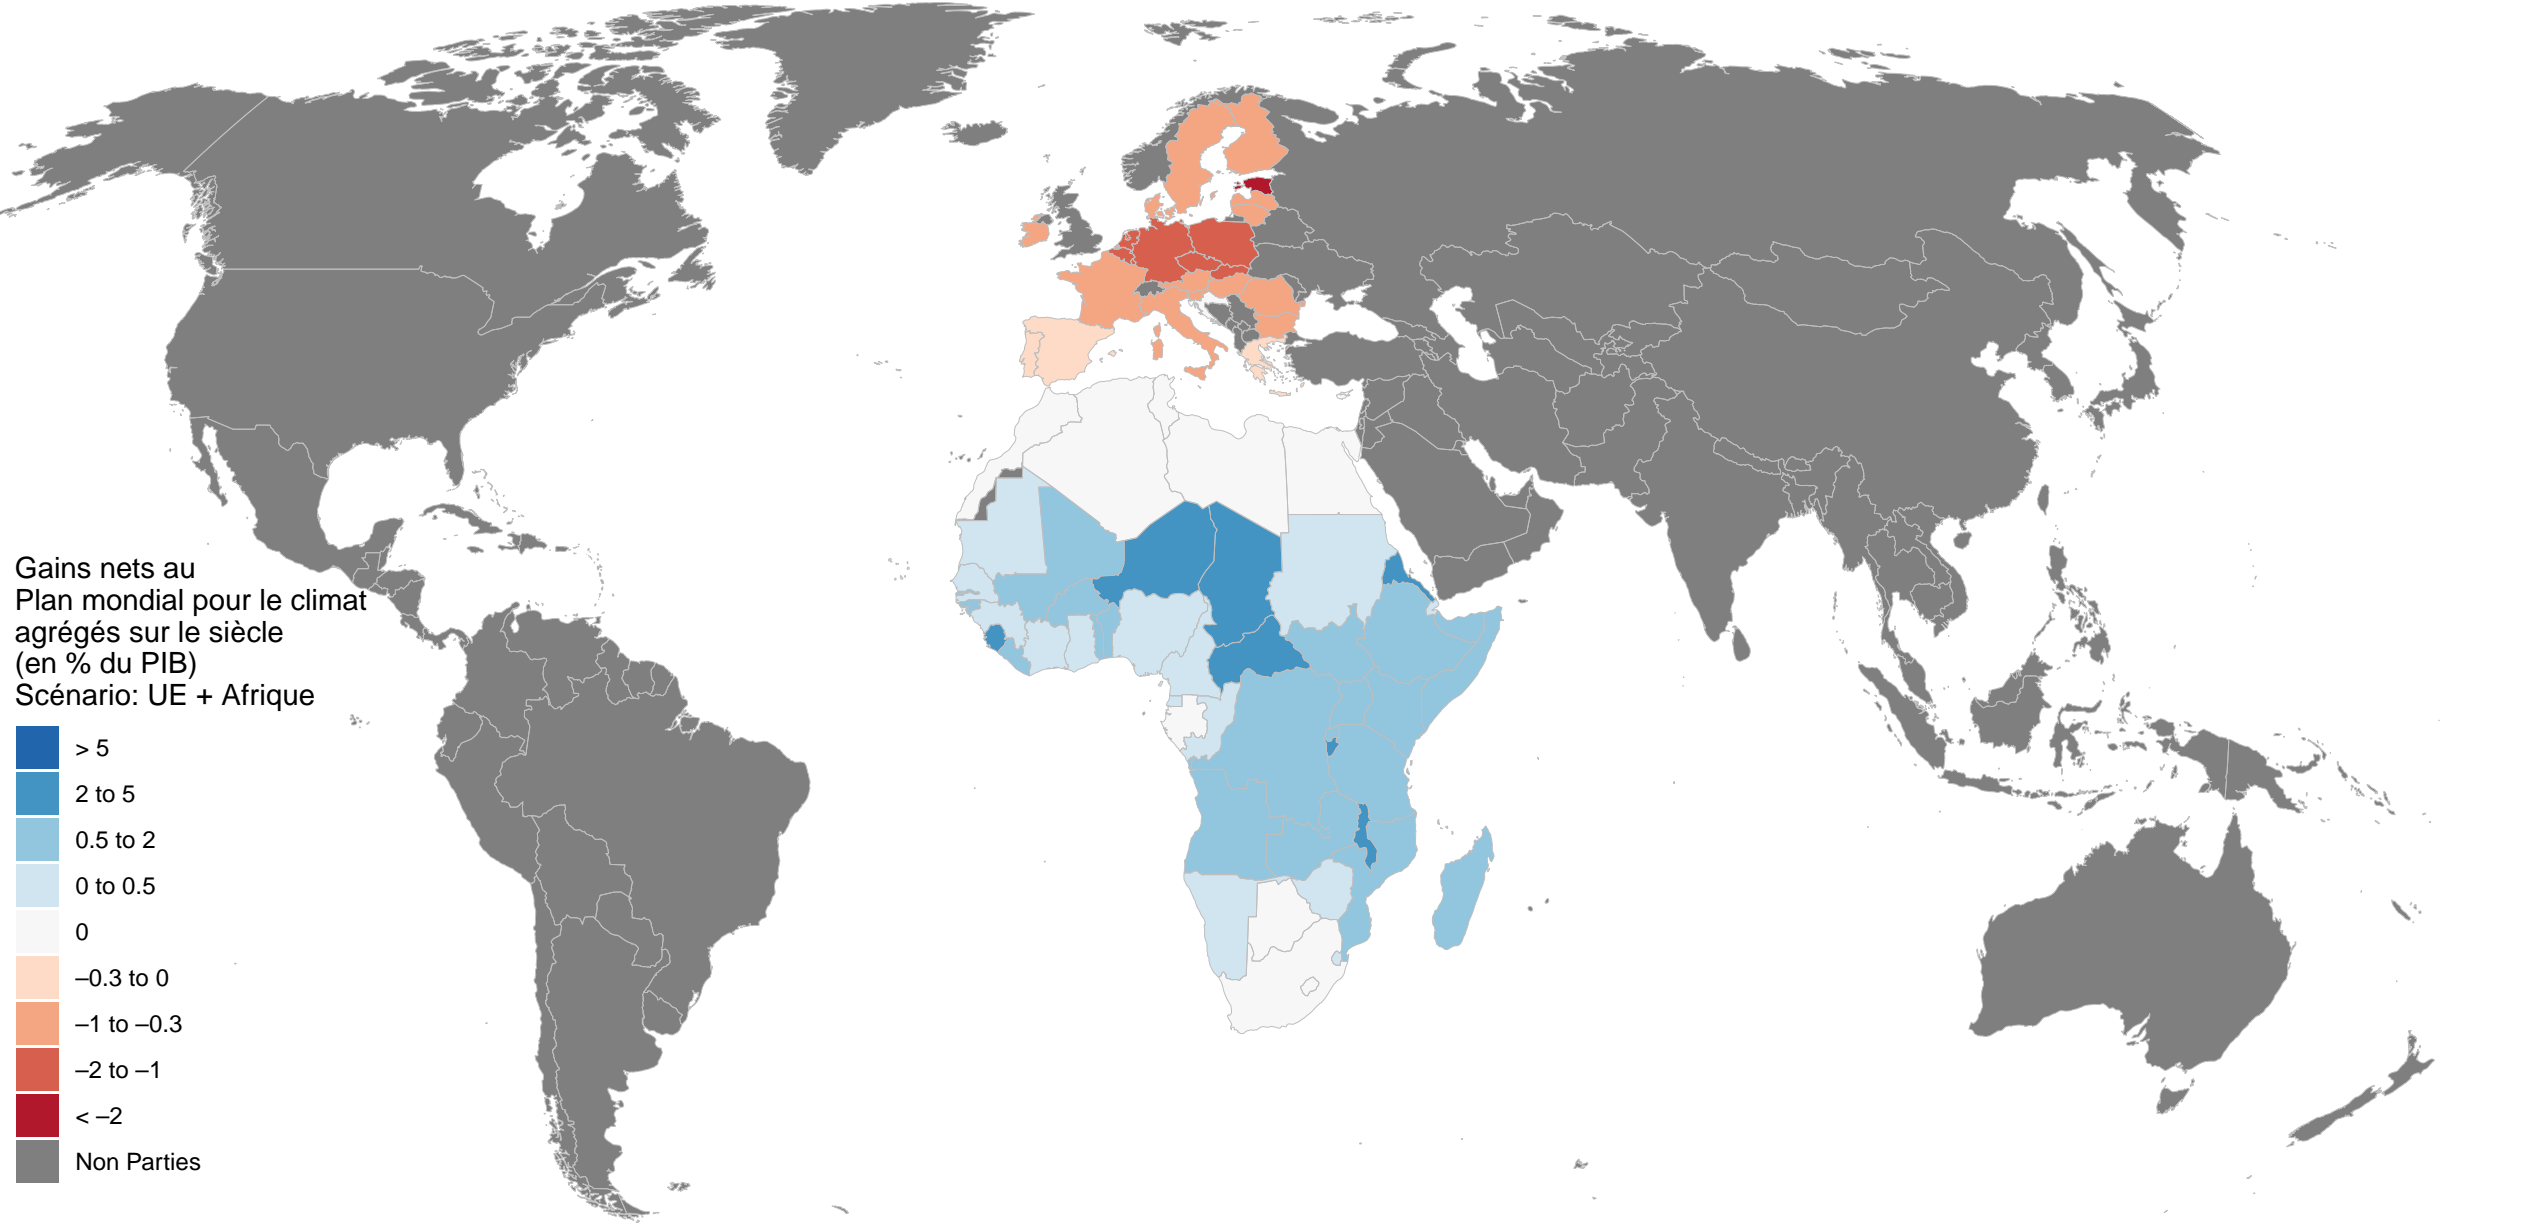 Gains nets au
Plan mondial pour le climat
agrégés sur le siècle
(en % du PIB)
Scénario: UE + Afrique
> 5
2 to 5
0.5 to 2
0 to 0.5
0
–0.3 to 0
–1 to –0.3
–2 to –1
< –2
Non Parties